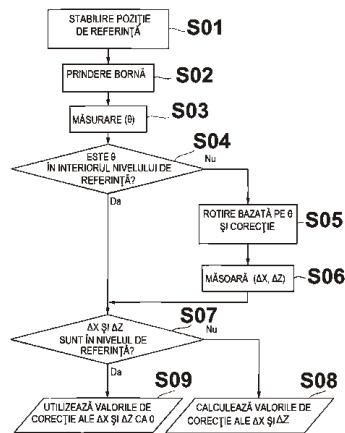 STABILIRE POZIȚIE
DE REFERINȚĂ
S01
PRINDERE BORNĂ
S02
MĂSURARE (θ)
S03
S04
ESTE θ
ÎN INTERIORUL NIVELULUI DE
REFERINȚĂ?
Nu
Da
ROTIRE BAZATĂ PE θ
ȘI CORECȚIE
S05
MĂSOARĂ (ΔX, ΔZ)
S06
S07
ΔX ȘI ΔZ
SUNT ÎN NIVELUL DE
REFERINȚĂ?
Nu
Da
S09
UTILIZEAZĂ VALORILE DE
CORECȚIE ALE ΔX ȘI ΔZ CA 0
S08
CALCULEAZĂ VALORILE DE
CORECȚIE ALE ΔX ȘI ΔZ